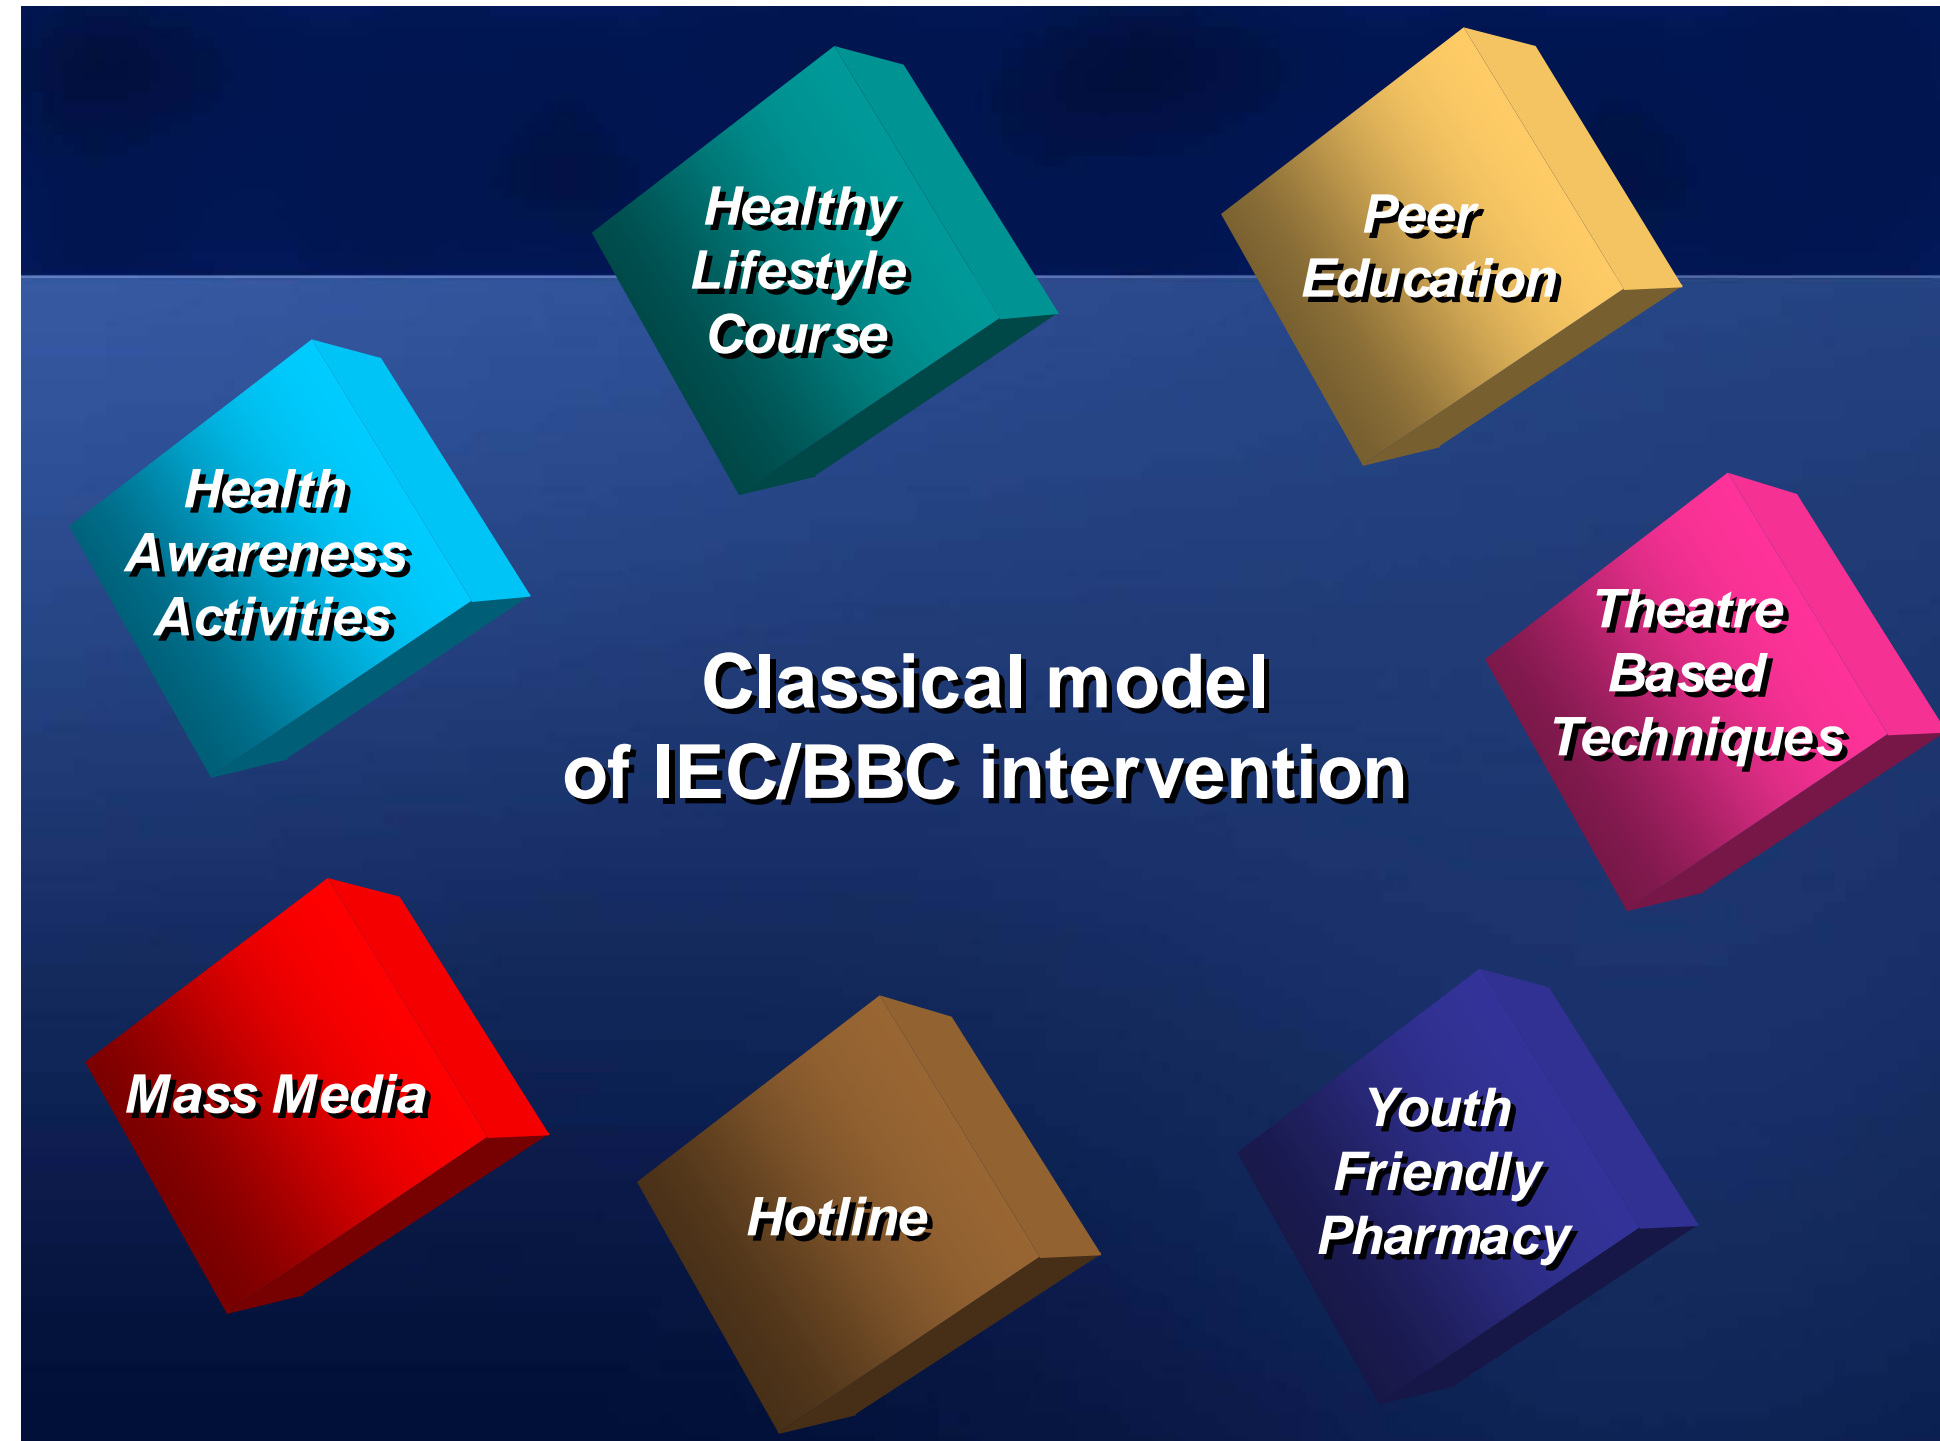 Healthy
Lifestyle
Course
Peer
Education
Health
Awareness
Activities
Theatre
Based
Techniques
Classical model
of IEC/BBC intervention
Mass Media
Hotline
Youth
Friendly
Pharmacy